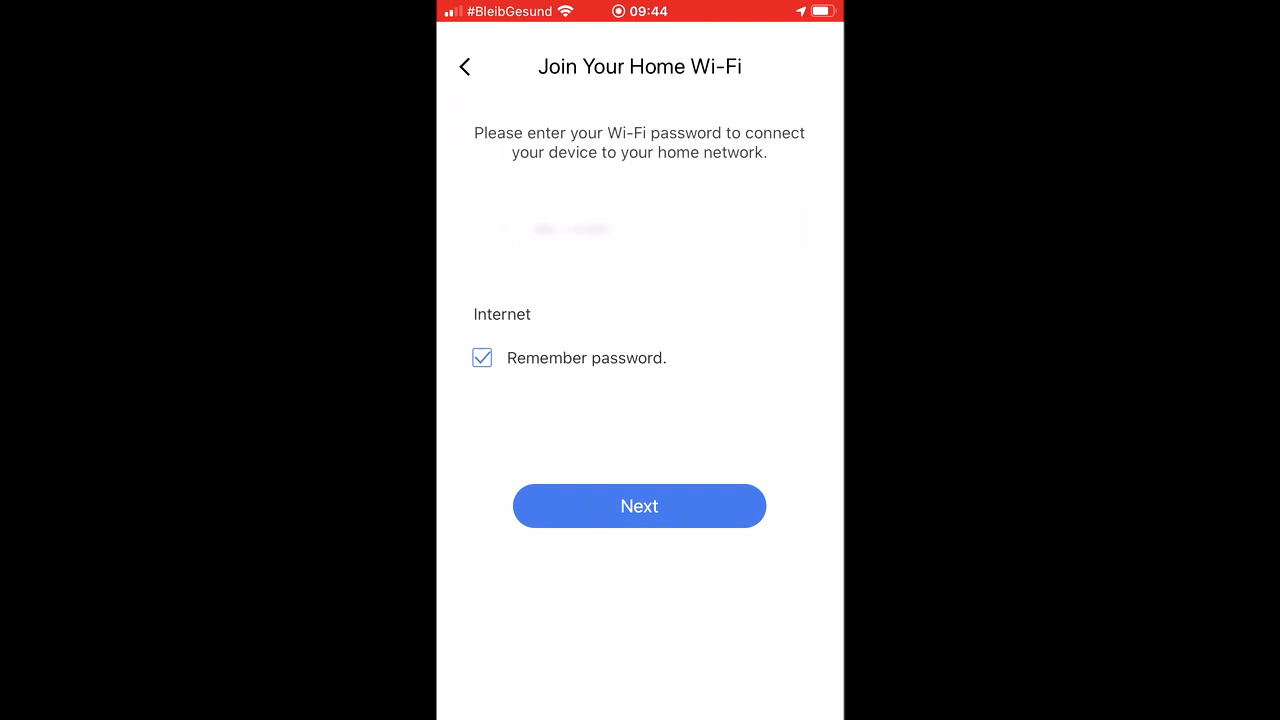 #BleibGesund 09:44
Join Your Home Wi-Fi
Please enter your Wi-Fi password to connect
your device to your home network.
Internet
Remember password.
Next